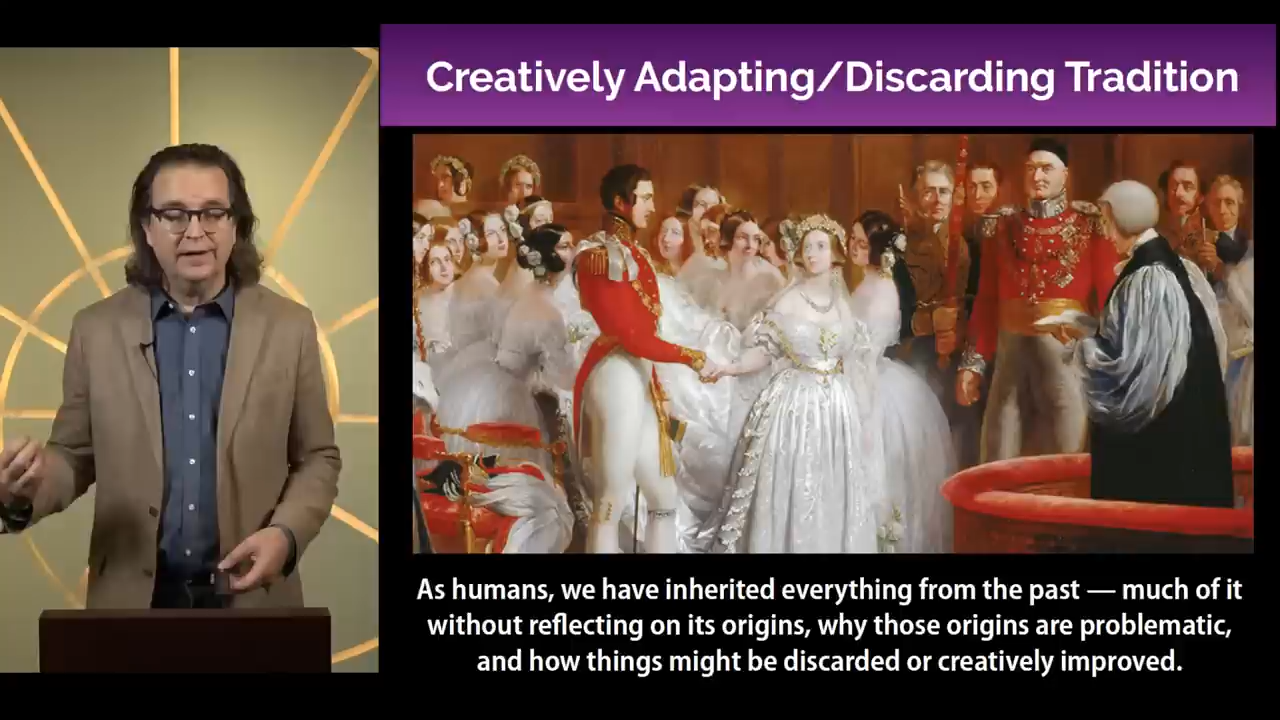 Creatively Adapting/Discarding Tradition
As humans, we have inherited everything from the past — much of it
without reflecting on its origins, why those origins are problematic,
and how things might be discarded or creatively improved.